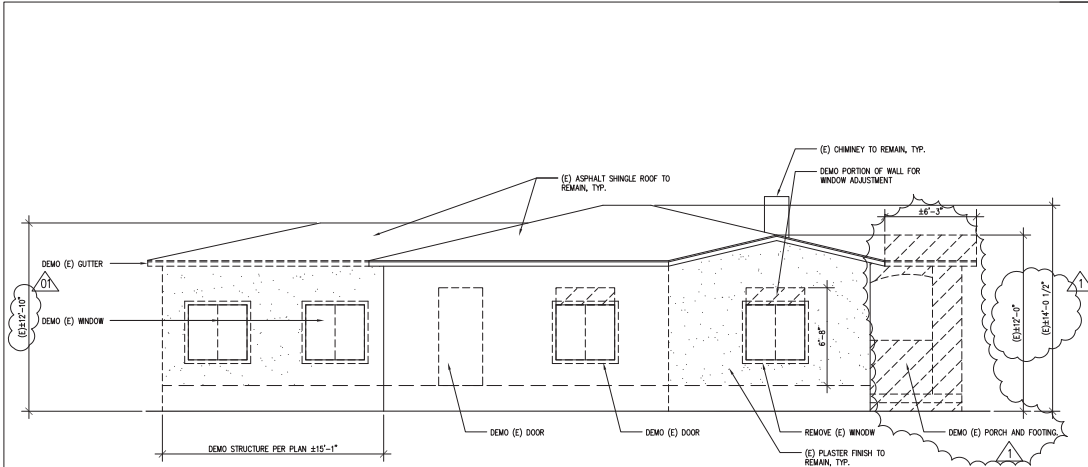 (E) CHIMINEY TO REMAIN, TYP.
(E) ASPHALT SHINGLE ROOF TO
REMAIN, TYP.
DEMO PORTION OF WALL FOR
WINDOW ADJUSTMENT
±6'-3"
DEMO (E) GUTTER
01
1
(E)±12'-10"
DEMO (E) WINDOW
6'-8"
(E)±12'-0"
(E)±14'-0 1/2"
DEMO (E) DOOR
DEMO (E) DOOR
REMOVE (E) WINODW
DEMO (E) PORCH AND FOOTING.
DEMO STRUCTURE PER PLAN ±15'-1"
(E) PLASTER FINISH TO
REMAIN, TYP.
1